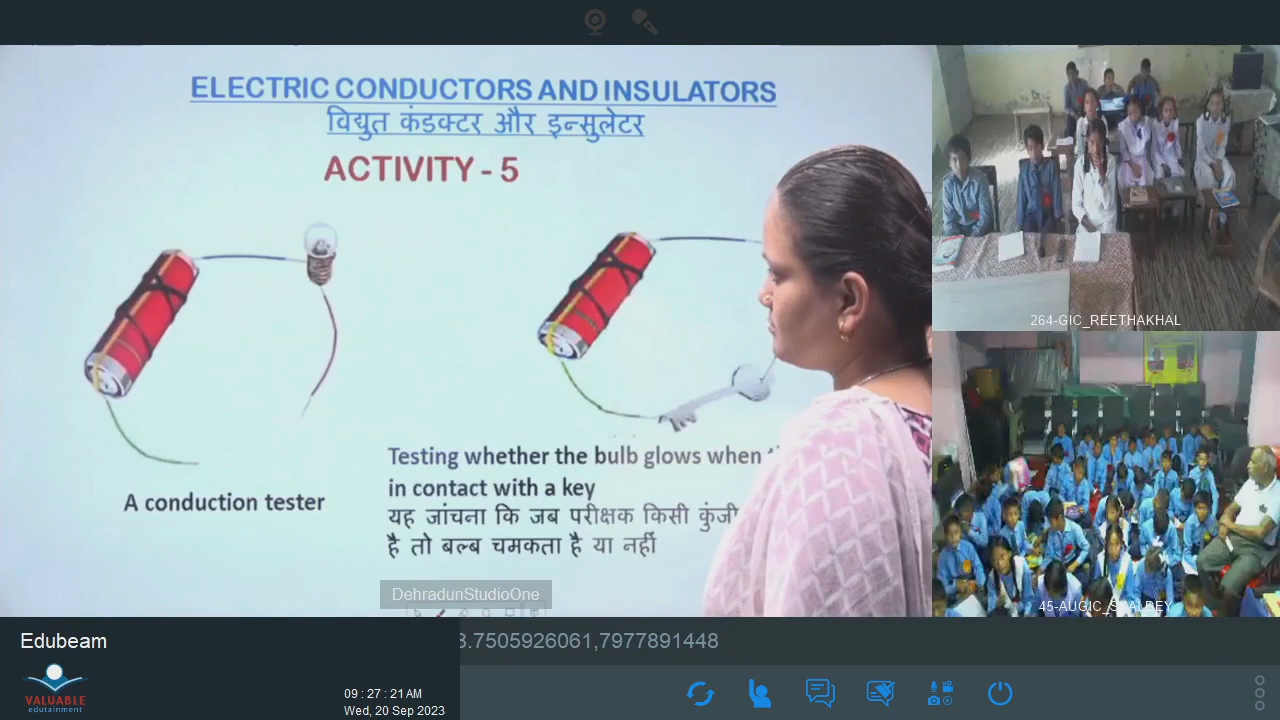 ELECTRIC CONDUCTORS AND INSULATORS
विद्युत कंडक्टर और इन्सुलेटर
ACTIVITY - 5
A conduction tester
Testing whether the bulb glows when
in contact with a key
यह जांचना कि जब परीक्षक किसी कुंजी
है तो बल्ब चमकता है या नहीं
DehradunStudioOne
264-GIC_REETHAKHAL
Edubeam
3.7505926061,7977891448
VALUABLE
edutainment
09 : 27 : 21 AM
Wed, 20 Sep 2023